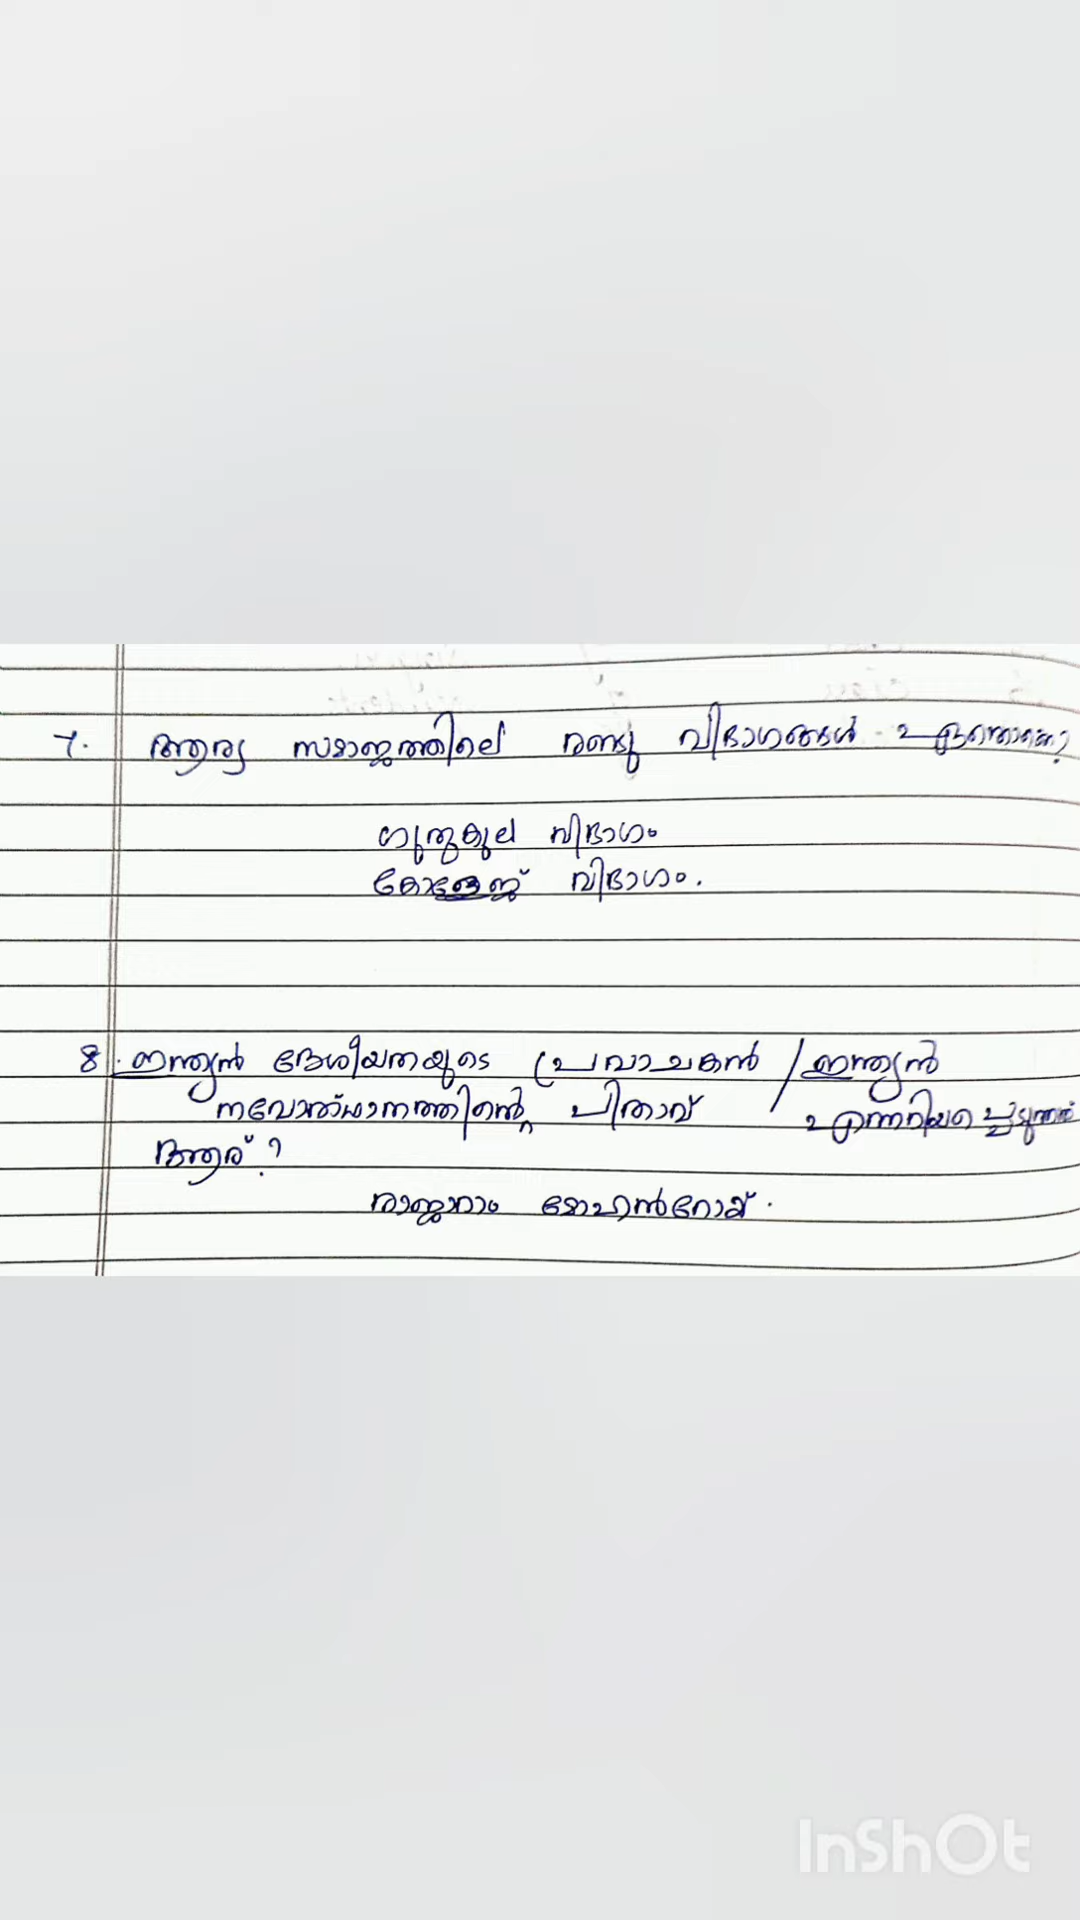 7. ആര്യ സമാജത്തിലെ രണ്ടു വിഭാഗങ്ങൾ ഏതൊക്കെ?
ഗുരുകുല വിഭാഗം
കോളേജ് വിഭാഗം.
8. ഇന്ത്യൻ ദേശീയതയുടെ പ്രവാചകൻ / ഇന്ത്യൻ
നവോത്ഥാനത്തിന്റെ പിതാവ് എന്നറിയപ്പെടുന്നത്
ആര്?
രാജാറാം മോഹൻറോയ്.
InShOt